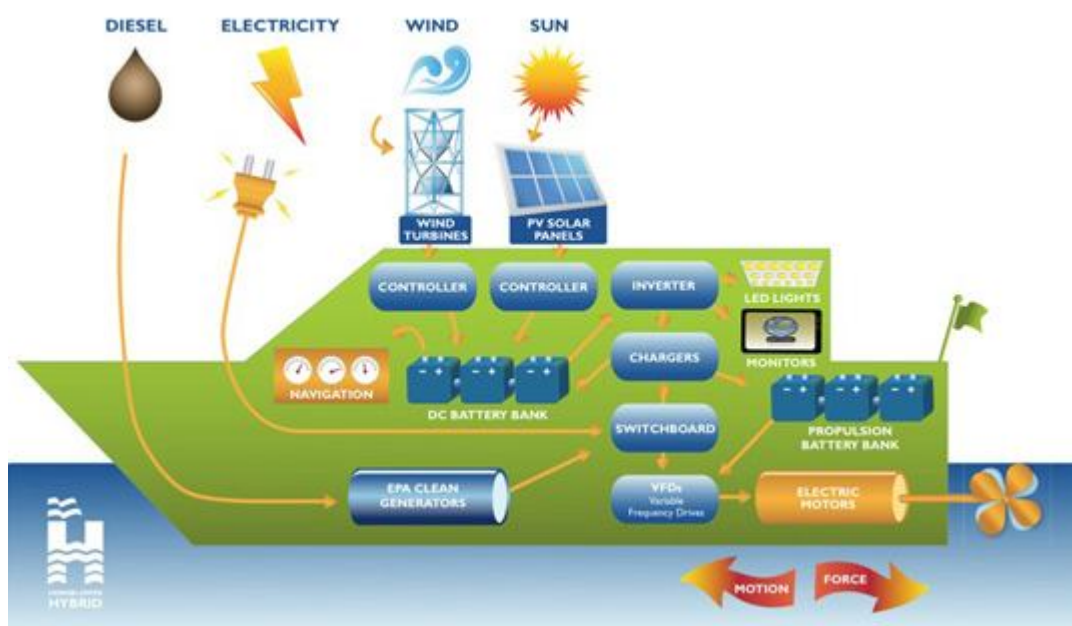 DIESEL
ELECTRICITY
WIND
SUN
WIND
TURBINES
PV SOLAR
PANELS
CONTROLLER
CONTROLLER
INVERTER
LED LIGHTS
MONITORS
CHARGERS
NAVIGATION
DC BATTERY BANK
SWITCHBOARD
PROPULSION
BATTERY BANK
EPA CLEAN
GENERATORS
VFDs
Variable
Frequency Drives
ELECTRIC
MOTORS
MOTION
FORCE
HYBRID